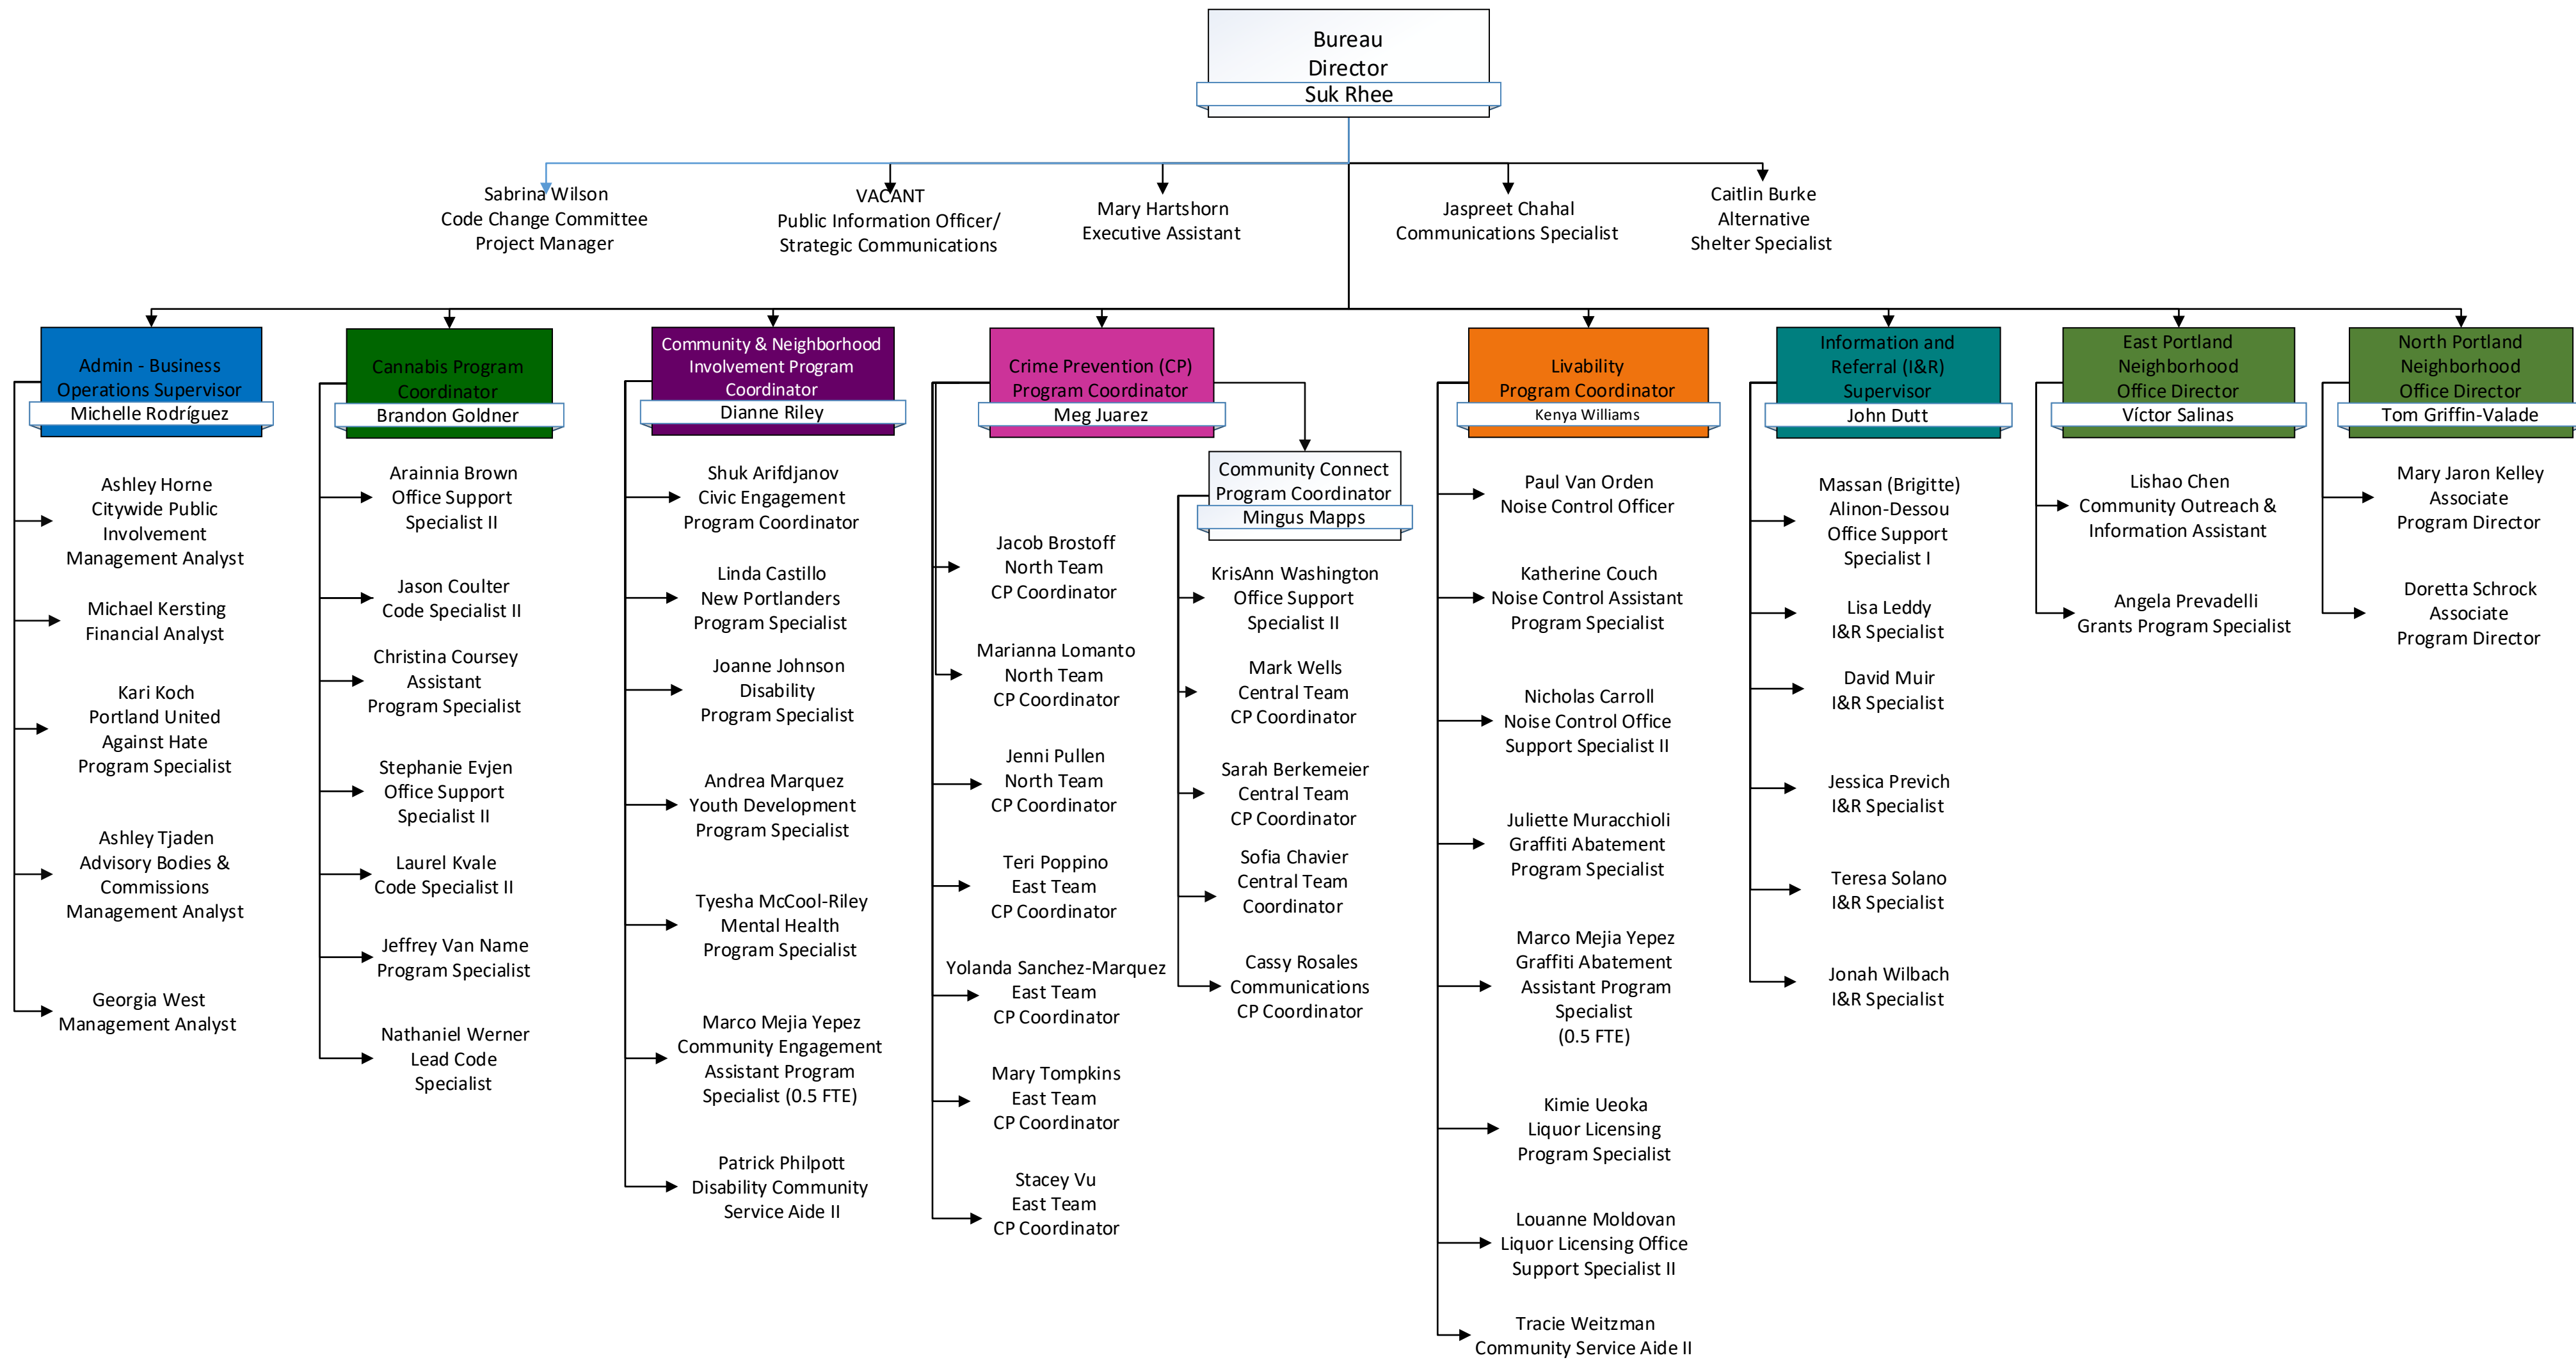 Bureau
Director
Suk Rhee
Sabrina Wilson
Code Change Committee
Project Manager
VACANT
Public Information Officer/
Strategic Communications
Mary Hartshorn
Executive Assistant
Jaspreet Chahal
Communications Specialist
Caitlin Burke
Alternative
Shelter Specialist
Admin - Business
Operations Supervisor
Michelle Rodríguez
Ashley Horne
Citywide Public
Involvement
Management Analyst
Michael Kersting
Financial Analyst
Kari Koch
Portland United
Against Hate
Program Specialist
Ashley Tjaden
Advisory Bodies &
Commissions
Management Analyst
Georgia West
Management Analyst
Cannabis Program
Coordinator
Brandon Goldner
Arainnia Brown
Office Support
Specialist II
Jason Coulter
Code Specialist II
Christina Coursey
Assistant
Program Specialist
Stephanie Evjen
Office Support
Specialist II
Laurel Kvale
Code Specialist II
Jeffrey Van Name
Program Specialist
Nathaniel Werner
Lead Code
Specialist
Community & Neighborhood
Involvement Program
Coordinator
Dianne Riley
Shuk Arifdjanov
Civic Engagement
Program Coordinator
Linda Castillo
New Portlanders
Program Specialist
Joanne Johnson
Disability
Program Specialist
Andrea Marquez
Youth Development
Program Specialist
Tyesha McCool-Riley
Mental Health
Program Specialist
Marco Mejia Yepez
Community Engagement
Assistant Program
Specialist (0.5 FTE)
Patrick Philpott
Disability Community
Service Aide II
Crime Prevention (CP)
Program Coordinator
Meg Juarez
Jacob Brostoff
North Team
CP Coordinator
Marianna Lomanto
North Team
CP Coordinator
Jenni Pullen
North Team
CP Coordinator
Teri Poppino
East Team
CP Coordinator
Yolanda Sanchez-Marquez
East Team
CP Coordinator
Mary Tompkins
East Team
CP Coordinator
Stacey Vu
East Team
CP Coordinator
Community Connect
Program Coordinator
Mingus Mapps
KrisAnn Washington
Office Support
Specialist II
Mark Wells
Central Team
CP Coordinator
Sarah Berkemeier
Central Team
CP Coordinator
Sofia Chavier
Central Team
Coordinator
Cassy Rosales
Communications
CP Coordinator
Livability
Program Coordinator
Kenya Williams
Paul Van Orden
Noise Control Officer
Katherine Couch
Noise Control Assistant
Program Specialist
Nicholas Carroll
Noise Control Office
Support Specialist II
Juliette Muracchioli
Graffiti Abatement
Program Specialist
Marco Mejia Yepez
Graffiti Abatement
Assistant Program
Specialist
(0.5 FTE)
Kimie Ueoka
Liquor Licensing
Program Specialist
Louanne Moldovan
Liquor Licensing Office
Support Specialist II
Tracie Weitzman
Community Service Aide II
Information and
Referral (I&R)
Supervisor
John Dutt
Massan (Brigitte)
Alinon-Dessou
Office Support
Specialist I
Lisa Leddy
I&R Specialist
David Muir
I&R Specialist
Jessica Previch
I&R Specialist
Teresa Solano
I&R Specialist
Jonah Wilbach
I&R Specialist
East Portland
Neighborhood
Office Director
Víctor Salinas
Lishao Chen
Community Outreach &
Information Assistant
Angela Prevadelli
Grants Program Specialist
North Portland
Neighborhood
Office Director
Tom Griffin-Valade
Mary Jaron Kelley
Associate
Program Director
Doretta Schrock
Associate
Program Director